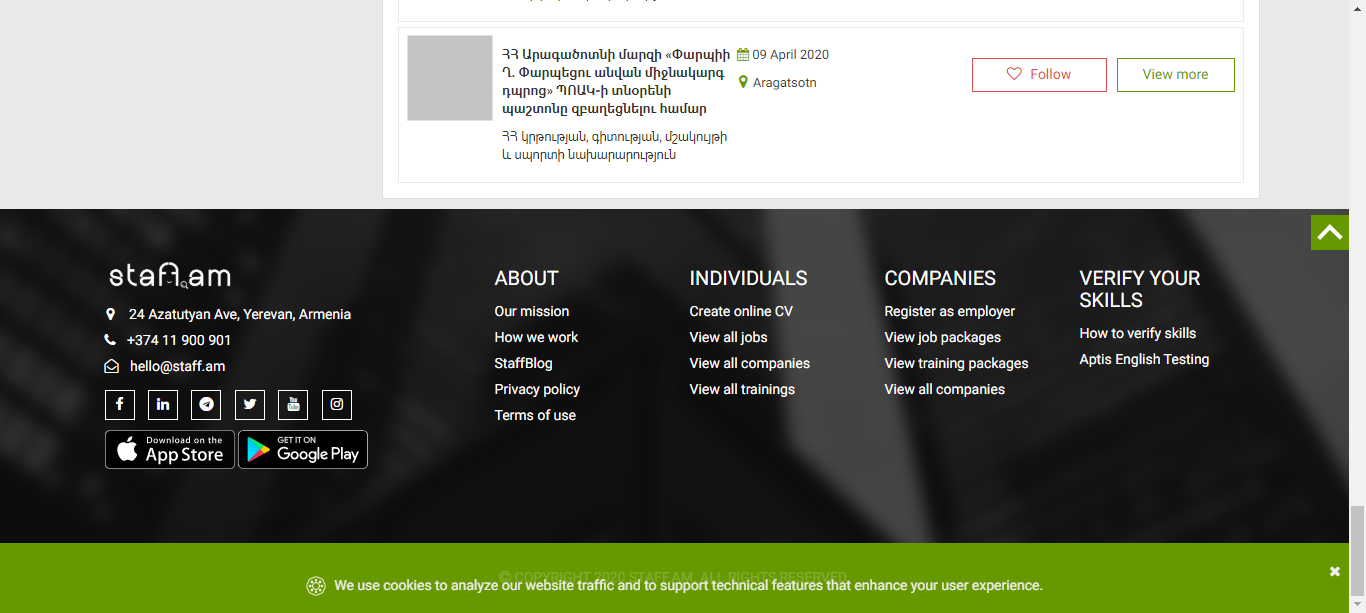 ՀՀ Արագածոտնի մարզի «Փարպիի
Ղ. Փարպեցու անվան միջնակարգ
դպրոց» ՊՈԱԿ-ի տնօրենի
պաշտոնը զբաղեցնելու համար
ՀՀ կրթության, գիտության, մշակույթի
և սպորտի նախարարություն
09 April 2020
Aragatsotn
Follow
View more
staff.am
24 Azatutyan Ave, Yerevan, Armenia
+374 11 900 901
hello@staff.am
You
Tube
Download on the
App Store
GET IT ON
Google Play
ABOUT
Our mission
How we work
StaffBlog
Privacy policy
Terms of use
INDIVIDUALS
Create online CV
View all jobs
View all companies
View all trainings
COMPANIES
Register as employer
View job packages
View training packages
View all companies
VERIFY YOUR
SKILLS
How to verify skills
Aptis English Testing
© COPYRIGHT 2020 STAFF.AM. ALL RIGHTS RESERVED
We use cookies to analyze our website traffic and to support technical features that enhance your user experience.